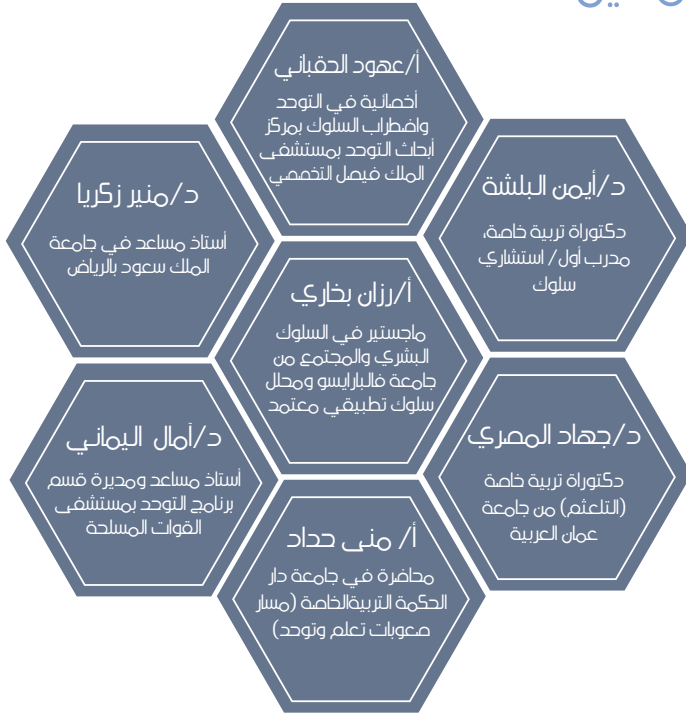 أ/عهود الحقباني
أخصائية في التوحد
واضطراب السلوك بمركز
أبحاث التوحد بمستشفى
الملك فيصل التخصصي
د/أيمن البلشة
دكتوراة تربية خاصة،
مدرب أول/ استشاري
سلوك
د/منير زكريا
أستاذ مساعد في جامعة
الملك سعود بالرياض
أ/رزان بخاري
ماجستير في السلوك
البشري والمجتمع من
جامعة فالبارايسو ومحلل
سلوك تطبيقي معتمد
د/جهاد المصري
دكتوراة تربية خاصة
(التلعثم) من جامعة
عمان العربية
د/آمال اليماني
أستاذ مساعد ومديرة قسم
برنامج التوحد بمستشفى
القوات المسلحة
أ/ منى حداد
محاضرة في جامعة دار
الحكمة التربيةالخاصة (مسار
صعوبات تعلم وتوحد)